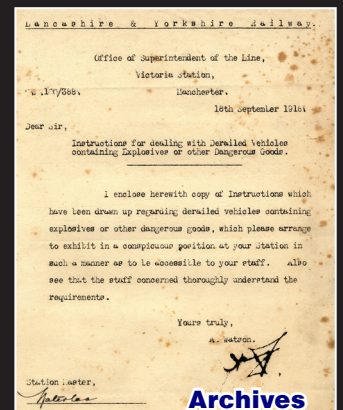 Lancashire & Yorkshire Railway.
Office of Superintendent of the Line,
Victoria Station,
Manchester.
16th September 1918.
Dear Sir,
Instructions for dealing with Derailed Vehicles
containing Explosives or other Dangerous Goods.
I enclose herewith copy of Instructions which
have been drawn up regarding derailed vehicles containing
explosives or other dangerous goods, which please arrange
to exhibit in a conspicuous position at your Station in
such a manner as to be accessible to your staff. Also
see that the staff concerned thoroughly understand the
requirements.
Yours truly,
A. Watson.
Station Master,
Waterloo
Archives